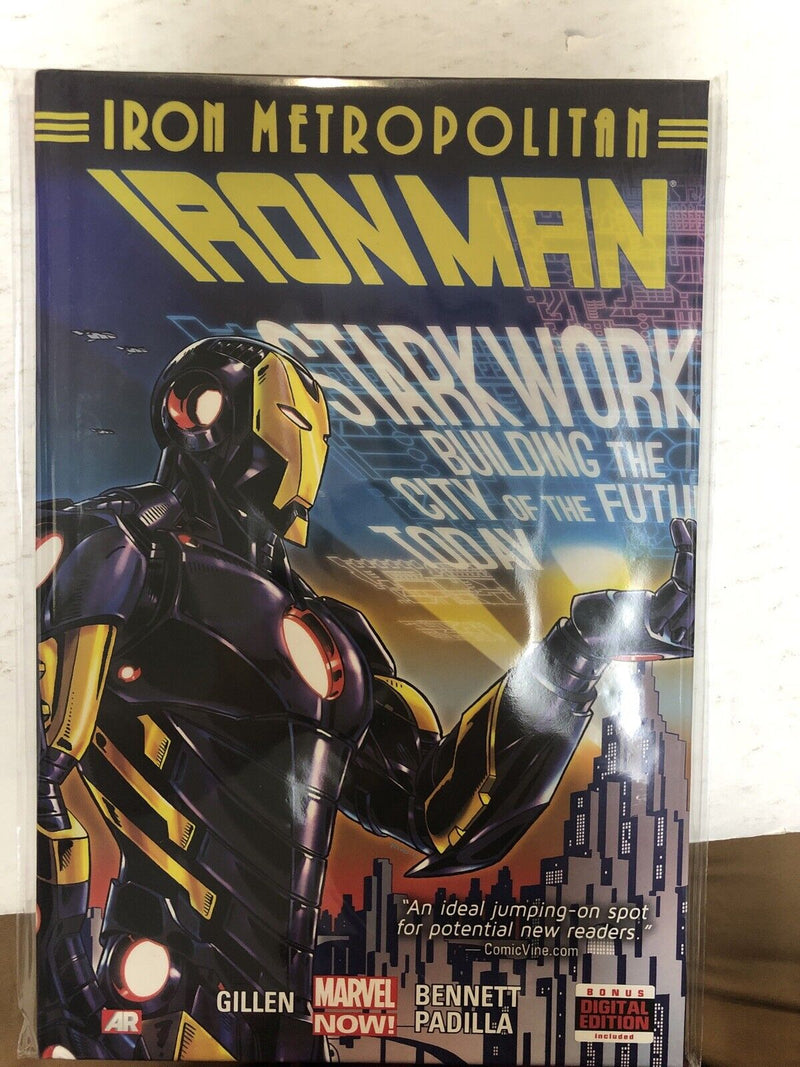 IRON METROPOLITAN
IRON MAN®
STARK WORK
BUILDING THE
CITY OF THE FUTU
TODAY
"An ideal jumping-on spot
for potential new readers."
— ComicVine.com
GILLEN
MARVEL
NOW!
BENNETT
PADILLA
AR
BONUS
DIGITAL
EDITION
Included